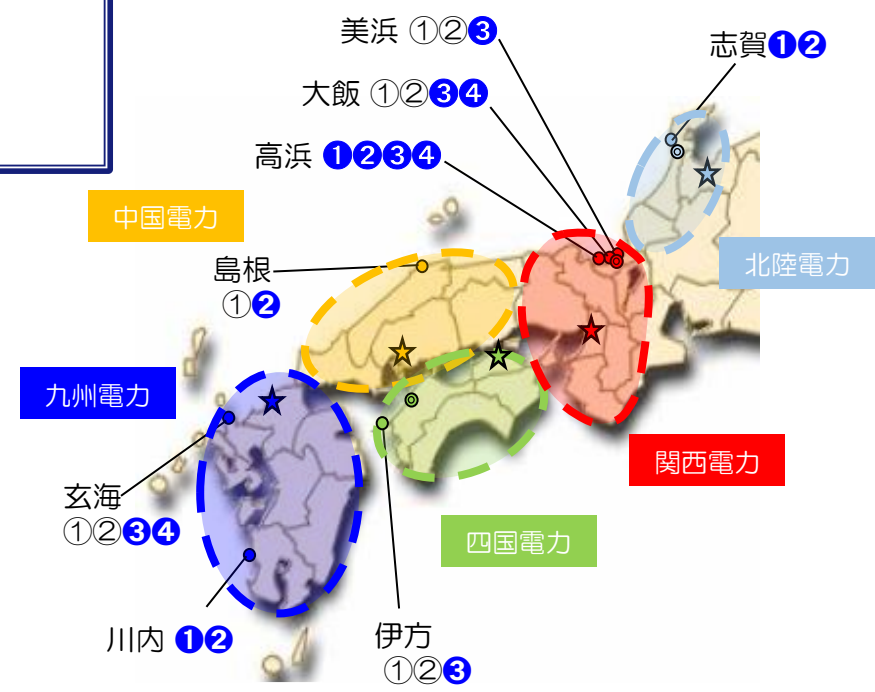 美浜 ①②❸
志賀❶❷
大飯 ①②❸❹
高浜 ❶❷❸❹
中国電力
北陸電力
島根
①❷
九州電力
関西電力
玄海
①②❸❹
四国電力
川内 ❶❷
伊方
①②❸